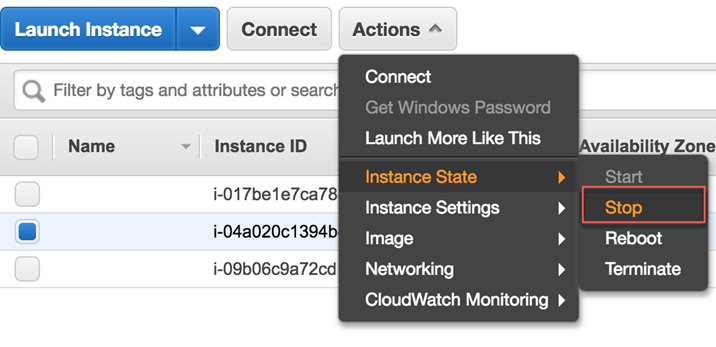 Launch Instance
Connect
Actions
Filter by tags and attributes or search
Connect
Get Windows Password
Launch More Like This
Name
Instance ID
Availability Zone
Instance State
Start
i-017be1e7ca78
Instance Settings
Stop
i-04a020c1394b
Image
Reboot
i-09b06c9a72cd
Networking
Terminate
CloudWatch Monitoring